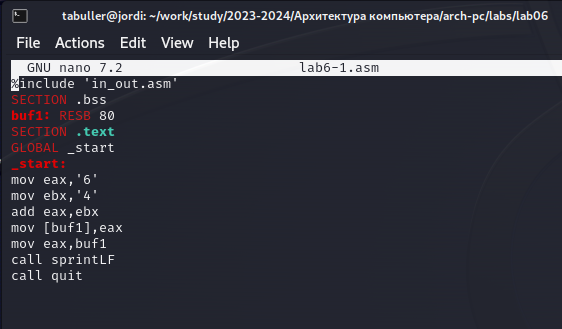 tabuller@jordi: ~/work/study/2023-2024/Архитектура компьютера/arch-pc/labs/lab06
File Actions Edit View Help
GNU nano 7.2 lab6-1.asm
%include 'in_out.asm'
SECTION .bss
buf1: RESB 80
SECTION .text
GLOBAL _start
_start:
mov eax,'6'
mov ebx,'4'
add eax,ebx
mov [buf1],eax
mov eax,buf1
call sprintLF
call quit